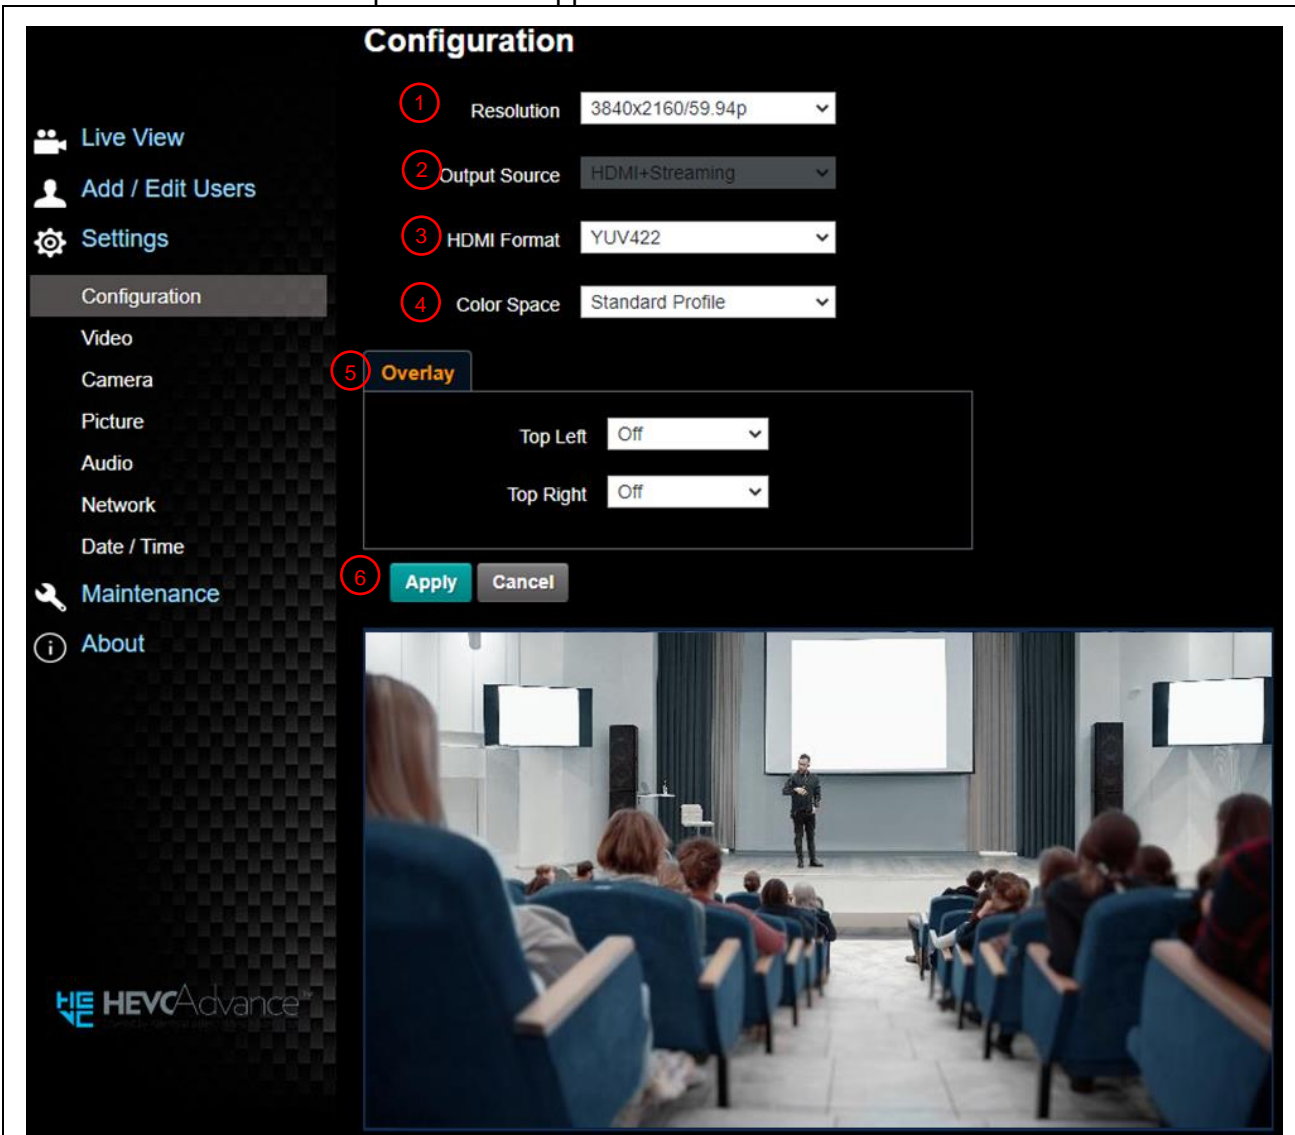 Configuration
1 Resolution 3840x2160/59.94p
Live View
2 Output Source HDMI+Streaming
Add / Edit Users
3 HDMI Format YUV422
Settings
Configuration
4 Color Space Standard Profile
Video
5 Overlay
Camera
Picture
Top Left Off
Audio
Top Right Off
Network
Date / Time
6 Apply Cancel
Maintenance
About
HEVC HEVCAdvance™